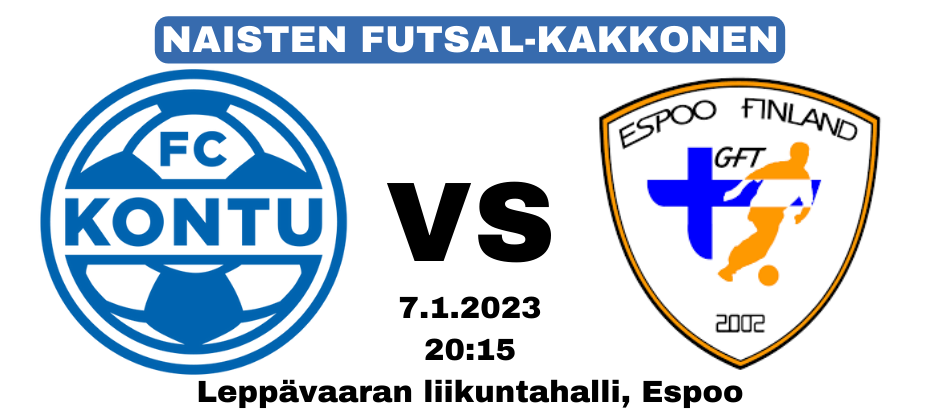 NAISTEN FUTSAL-KAKKONEN
FC
KONTU
VS
ESPOO FINLAND
GFT
2002
7.1.2023
20:15
Leppävaaran liikuntahalli, Espoo